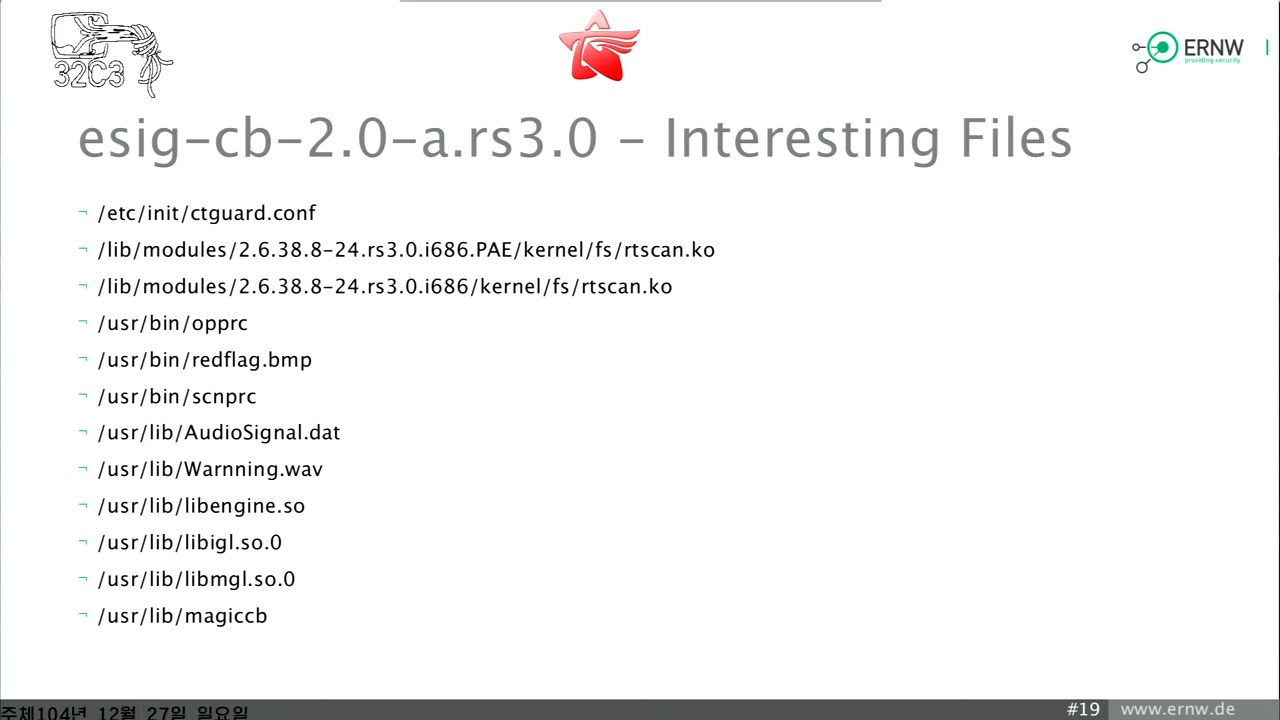 32C3
ERNW
providing security.
esig-cb-2.0-a.rs3.0 – Interesting Files
¬ /etc/init/ctguard.conf
¬ /lib/modules/2.6.38.8-24.rs3.0.i686.PAE/kernel/fs/rtscan.ko
¬ /lib/modules/2.6.38.8-24.rs3.0.i686/kernel/fs/rtscan.ko
¬ /usr/bin/opprc
¬ /usr/bin/redflag.bmp
¬ /usr/bin/scnprc
¬ /usr/lib/AudioSignal.dat
¬ /usr/lib/Warnning.wav
¬ /usr/lib/libengine.so
¬ /usr/lib/libigl.so.0
¬ /usr/lib/libmgl.so.0
¬ /usr/lib/magiccb
주체104년 12월 27일 일요일
#19 www.ernw.de